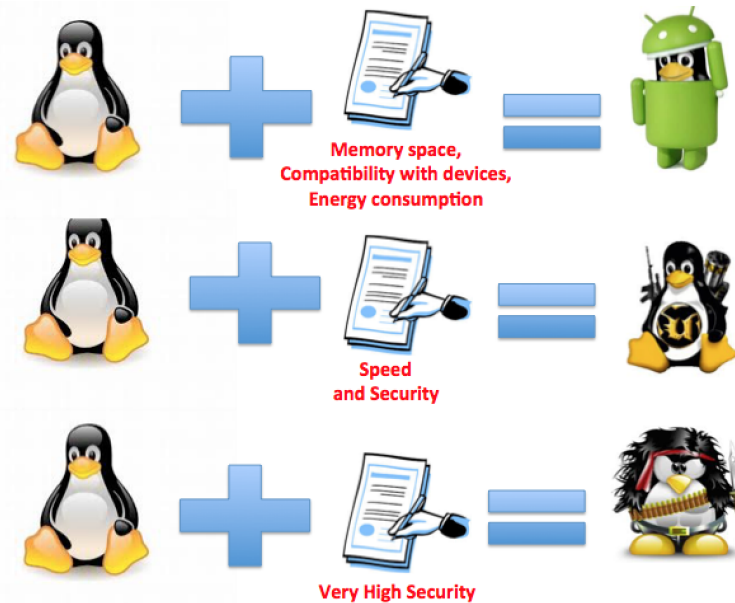 Memory space,
Compatibility with devices,
Energy consumption
Speed
and Security
Very High Security